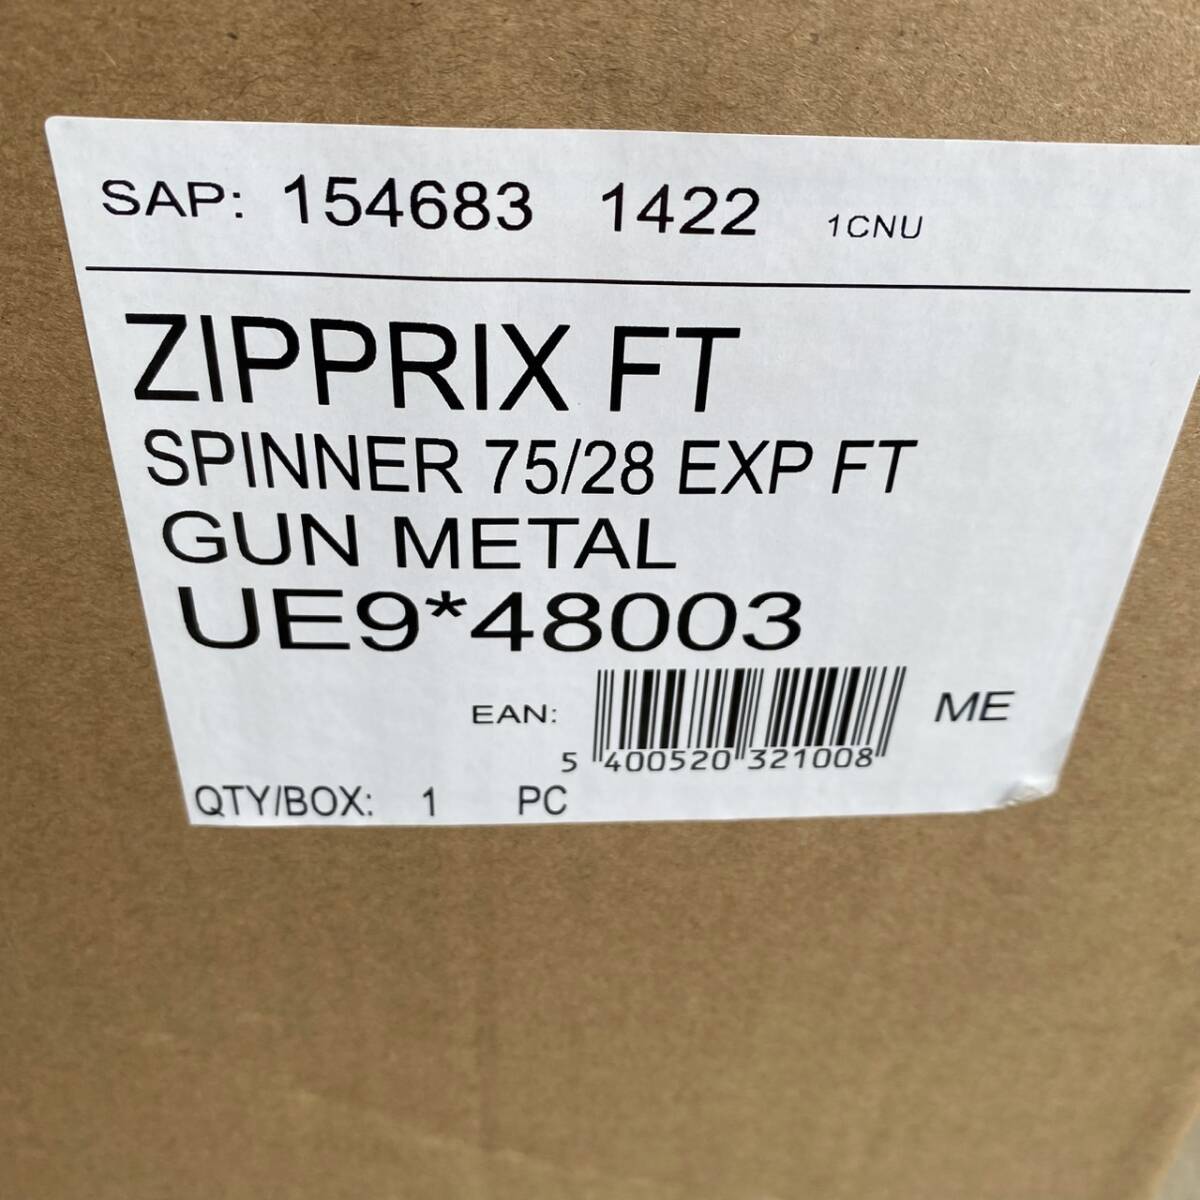 SAP: 154683 1422 1CNU
ZIPPRIX FT
SPINNER 75/28 EXP FT
GUN METAL
UE9*48003
EAN: 5 400520 321008 ME
QTY/BOX: 1 PC